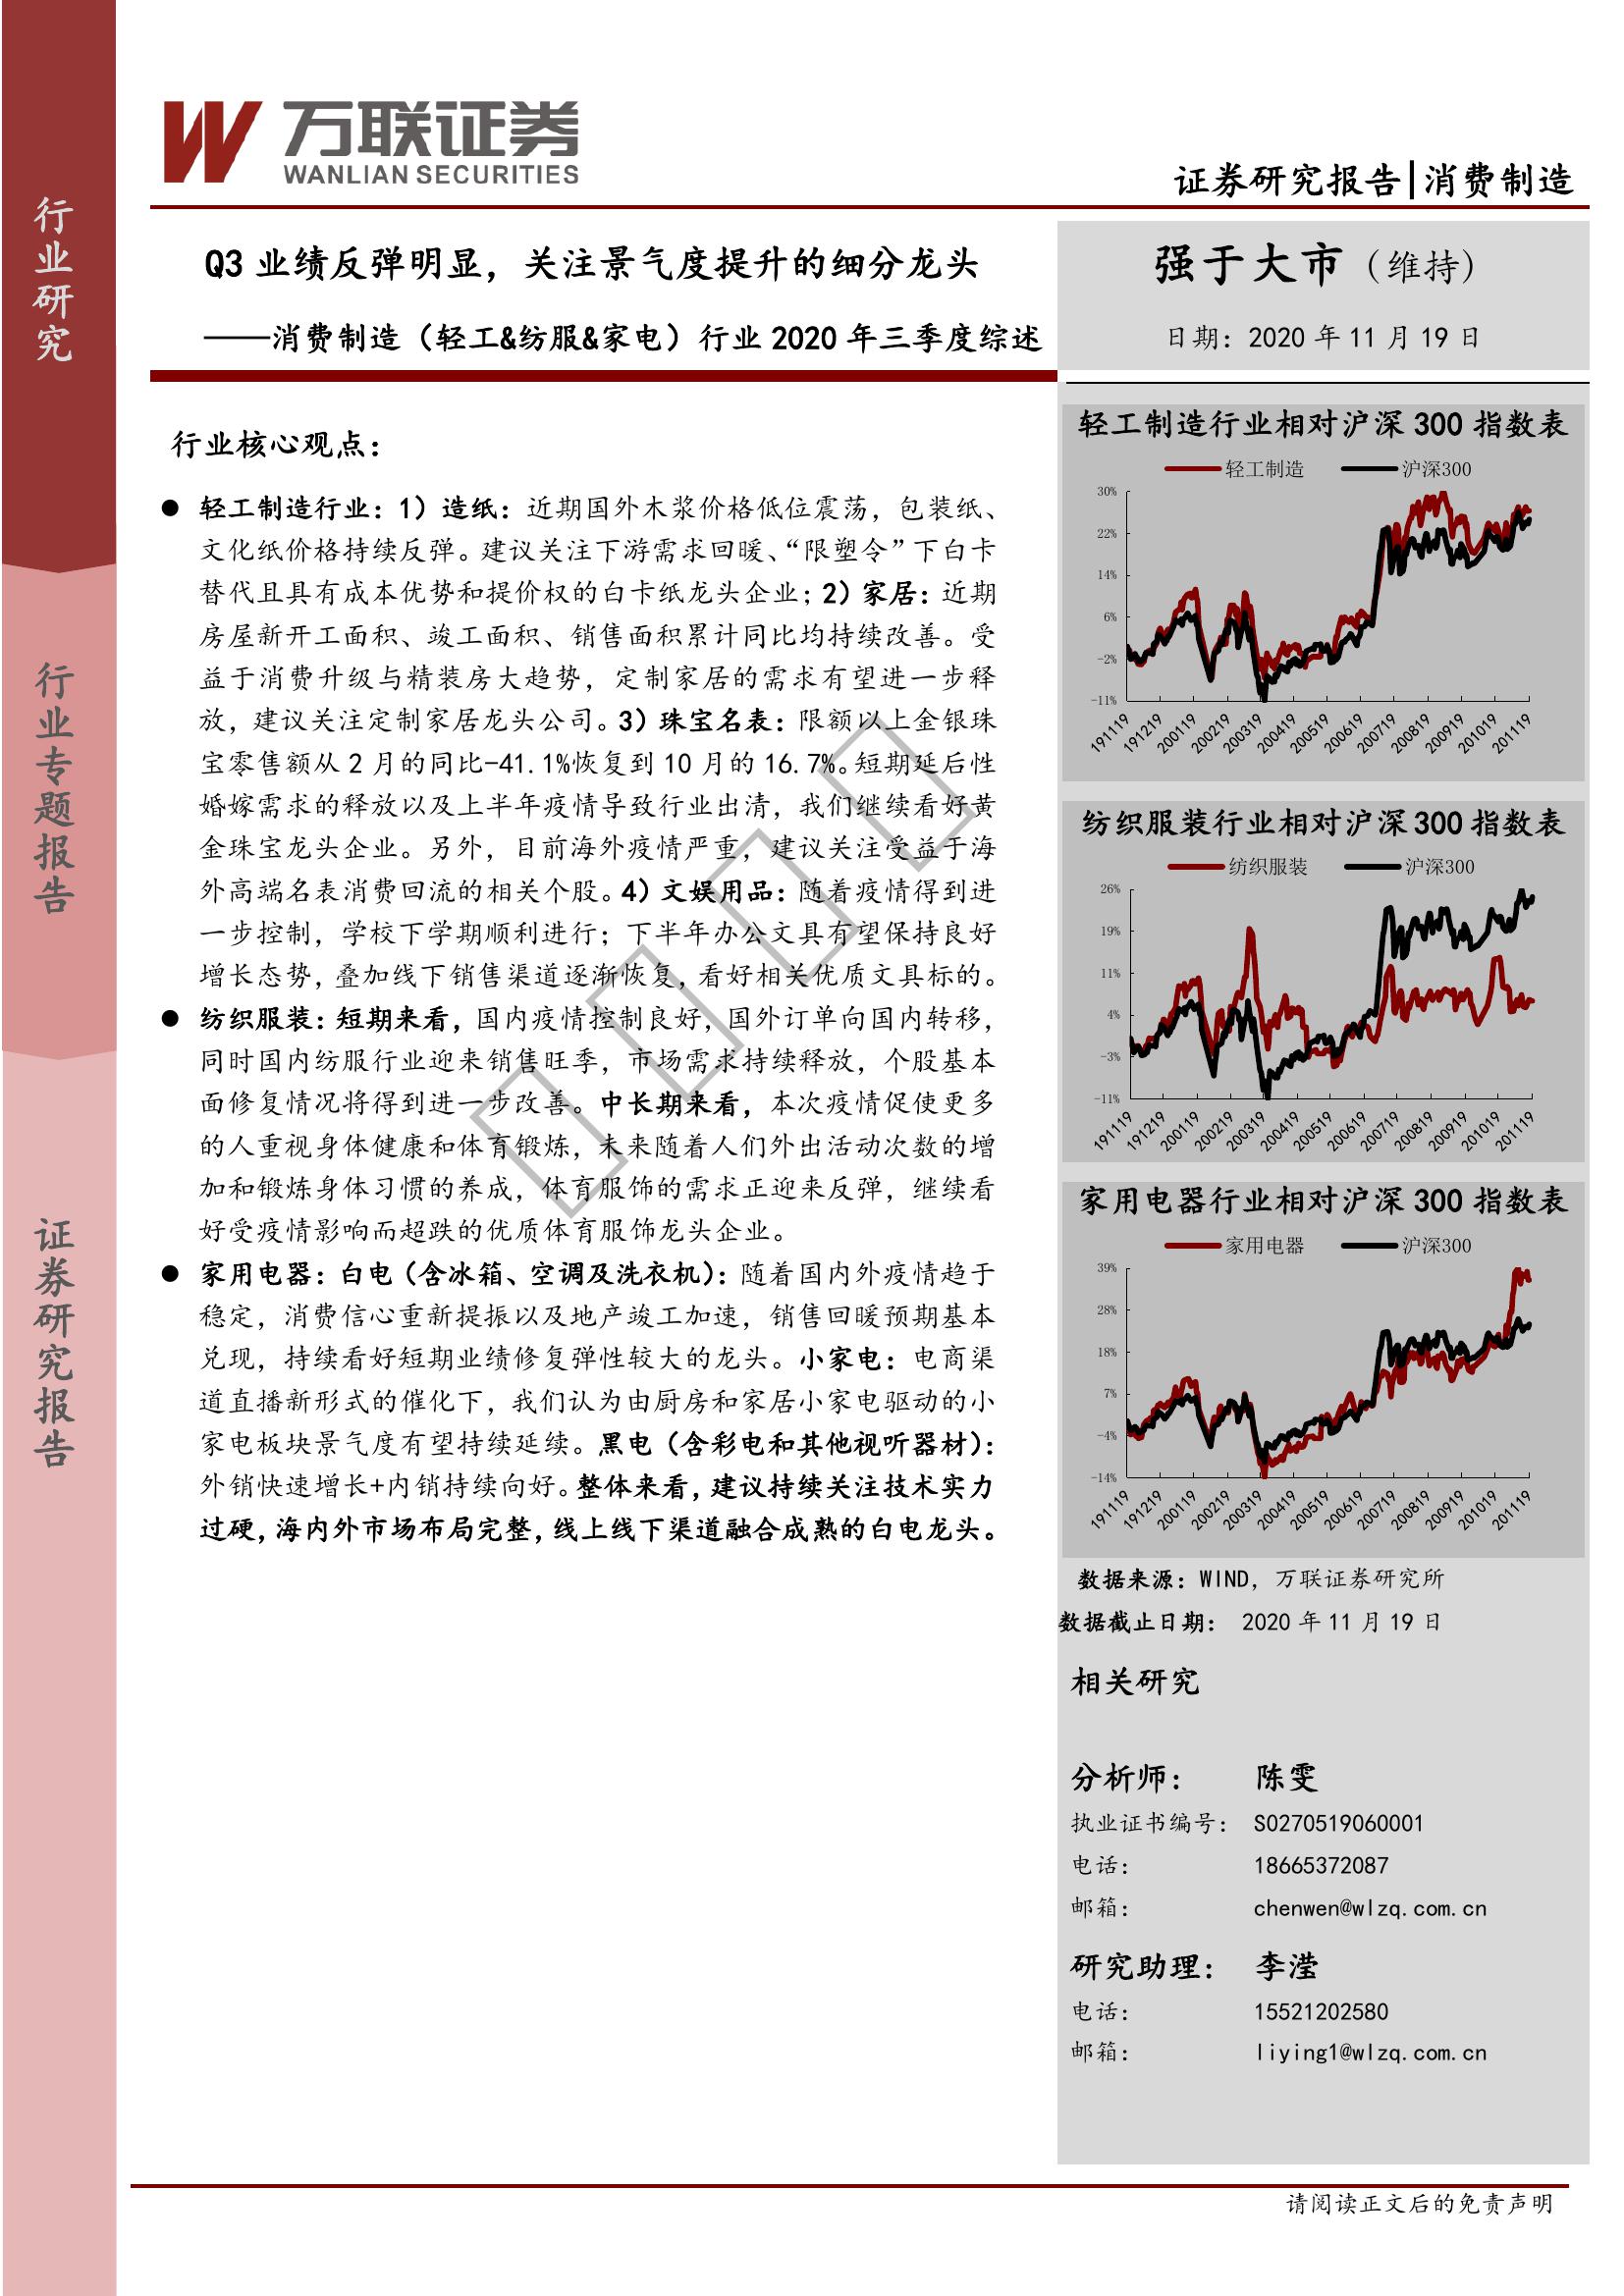 行业研究
行业专题报告
证券研究报告
万联证券
WANLIAN SECURITIES
证券研究报告|消费制造
Q3 业绩反弹明显，关注景气度提升的细分龙头
——消费制造（轻工&纺服&家电）行业 2020 年三季度综述
强于大市（维持）
日期：2020 年 11 月 19 日
行业核心观点：
● 轻工制造行业：1）造纸：近期国外木浆价格低位震荡，包装纸、
文化纸价格持续反弹。建议关注下游需求回暖、“限塑令”下白卡
替代且具有成本优势和提价权的白卡纸龙头企业；2）家居：近期
房屋新开工面积、竣工面积、销售面积累计同比均持续改善。受
益于消费升级与精装房大趋势，定制家居的需求有望进一步释
放，建议关注定制家居龙头公司。3）珠宝名表：限额以上金银珠
宝零售额从 2 月的同比-41.1%恢复到 10 月的 16.7%。短期延后性
婚嫁需求的释放以及上半年疫情导致行业出清，我们继续看好黄
金珠宝龙头企业。另外，目前海外疫情严重，建议关注受益于海
外高端名表消费回流的相关个股。4）文娱用品：随着疫情得到进
一步控制，学校下学期顺利进行；下半年办公文具有望保持良好
增长态势，叠加线下销售渠道逐渐恢复，看好相关优质文具标的。
● 纺织服装：短期来看，国内疫情控制良好，国外订单向国内转移，
同时国内纺服行业迎来销售旺季，市场需求持续释放，个股基本
面修复情况将得到进一步改善。中长期来看，本次疫情促使更多
的人重视身体健康和体育锻炼，未来随着人们外出活动次数的增
加和锻炼身体习惯的养成，体育服饰的需求正迎来反弹，继续看
好受疫情影响而超跌的优质体育服饰龙头企业。
● 家用电器：白电（含冰箱、空调及洗衣机）：随着国内外疫情趋于
稳定，消费信心重新提振以及地产竣工加速，销售回暖预期基本
兑现，持续看好短期业绩修复弹性较大的龙头。小家电：电商渠
道直播新形式的催化下，我们认为由厨房和家居小家电驱动的小
家电板块景气度有望持续延续。黑电（含彩电和其他视听器材）：
外销快速增长+内销持续向好。整体来看，建议持续关注技术实力
过硬，海内外市场布局完整，线上线下渠道融合成熟的白电龙头。
轻工制造行业相对沪深 300 指数表
轻工制造 沪深300
30%
22%
14%
6%
-2%
-11%
191119 191219 200119 200219 200319 200419 200519 200619 200719 200819 200919 201019 201119
纺织服装行业相对沪深 300 指数表
纺织服装 沪深300
26%
19%
11%
4%
-3%
-11%
191119 191219 200119 200219 200319 200419 200519 200619 200719 200819 200919 201019 201119
家用电器行业相对沪深 300 指数表
家用电器 沪深300
39%
28%
18%
7%
-4%
-14%
191119 191219 200119 200219 200319 200419 200519 200619 200719 200819 200919 201019 201119
数据来源：WIND，万联证券研究所
数据截止日期： 2020 年 11 月 19 日
相关研究
分析师： 陈雯
执业证书编号： S0270519060001
电话： 18665372087
邮箱： chenwen@wlzq.com.cn
研究助理： 李滢
电话： 15521202580
邮箱： liying1@wlzq.com.cn
请阅读正文后的免责声明